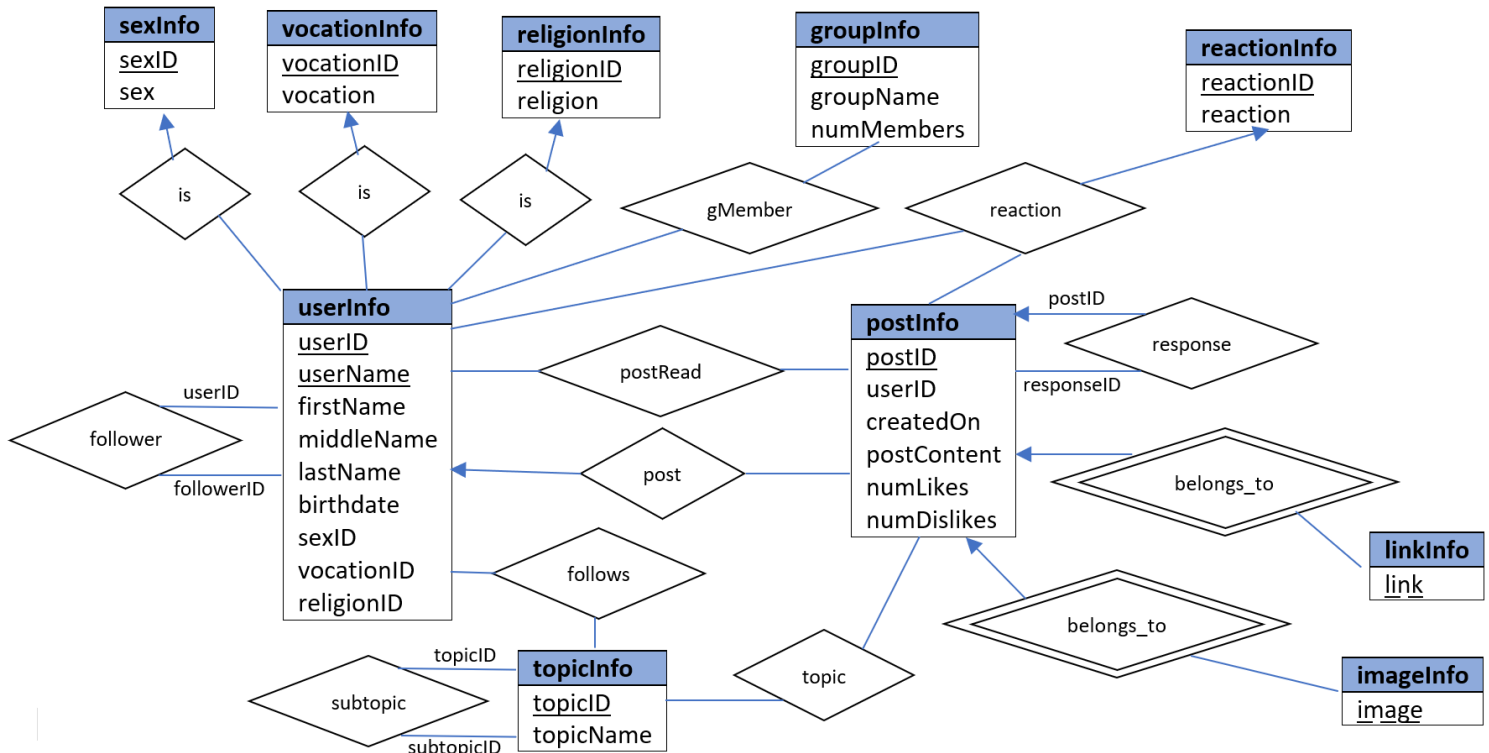 sexInfo
sexID
sex
vocationInfo
vocationID
vocation
religionInfo
religionID
religion
groupInfo
groupID
groupName
numMembers
reactionInfo
reactionID
reaction
is
is
is
gMember
reaction
userInfo
userID
userName
firstName
middleName
lastName
birthdate
sexID
vocationID
religionID
postInfo
postID
userID
createdOn
postContent
numLikes
numDislikes
postID
response
responseID
postRead
userID
follower
followerID
post
belongs_to
linkInfo
link
follows
belongs_to
imageInfo
image
topicID
subtopic
subtopicID
topicInfo
topicID
topicName
topic